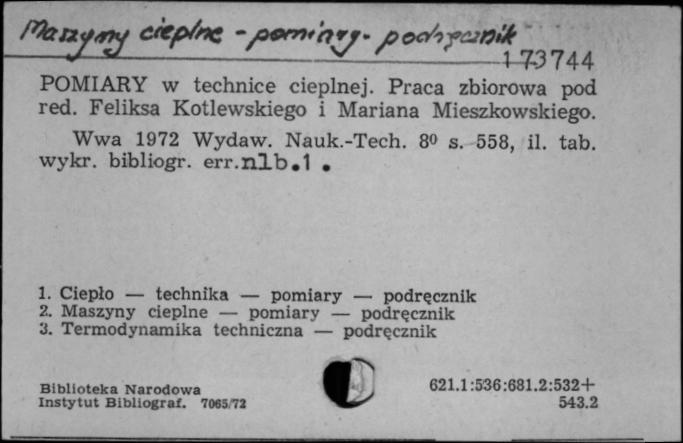 Maszyny cieplne - pomiary - podręcznik
173744
POMIARY w technice cieplnej. Praca zbiorowa pod
red. Feliksa Kotlewskiego i Mariana Mieszkowskiego.
Wwa 1972 Wydaw. Nauk.-Tech. 8⁰ s. 558, il. tab.
wykr. bibliogr. err.nlb.1 .
1. Ciepło — technika — pomiary — podręcznik
2. Maszyny cieplne — pomiary — podręcznik
3. Termodynamika techniczna — podręcznik
Biblioteka Narodowa
Instytut Bibliograf. 7065/72
621.1:536:681.2:532+
543.2